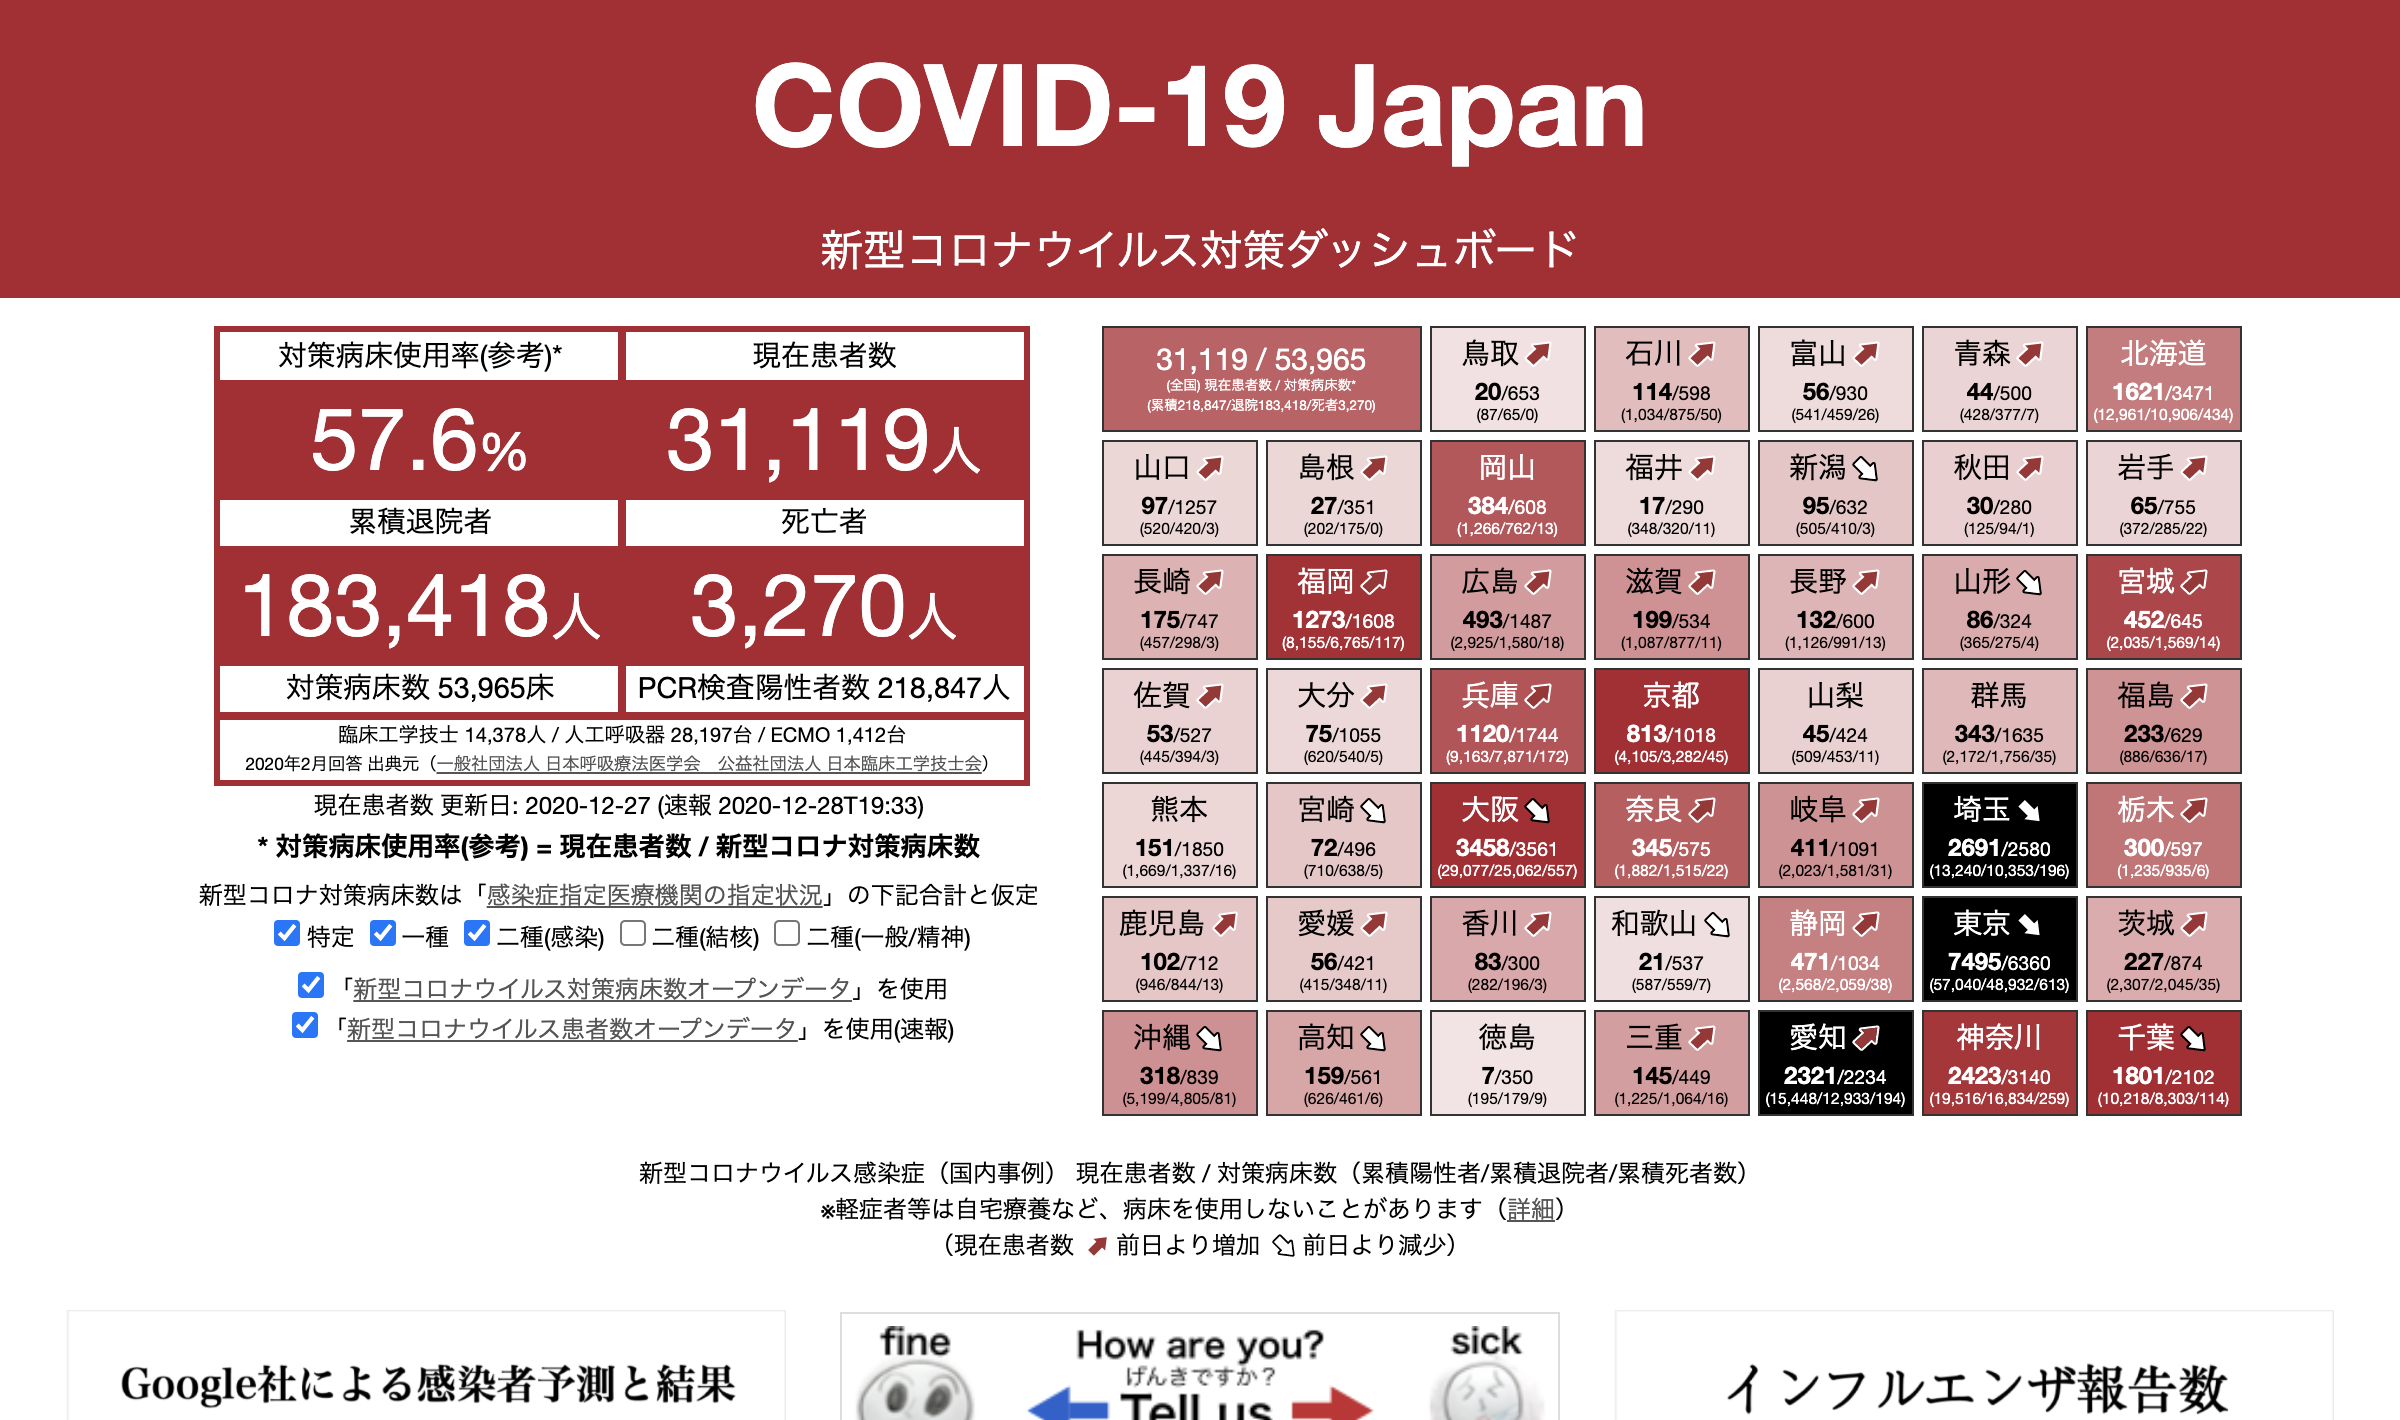 COVID-19 Japan
新型コロナウイルス対策ダッシュボード
対策病床使用率(参考)*
現在患者数
57.6%
31,119人
累積退院者
死亡者
183,418人
3,270人
対策病床数 53,965床
PCR検査陽性者数 218,847人
臨床工学技士 14,378人 / 人工呼吸器 28,197台 / ECMO 1,412台
2020年2月回答 出典元（一般社団法人 日本呼吸療法医学会　公益社団法人 日本臨床工学技士会）
現在患者数 更新日: 2020-12-27 (速報 2020-12-28T19:33)
* 対策病床使用率(参考) = 現在患者数 / 新型コロナ対策病床数
新型コロナ対策病床数は「感染症指定医療機関の指定状況」の下記合計と仮定
特定 一種 二種(感染) 二種(結核) 二種(一般/精神)
「新型コロナウイルス対策病床数オープンデータ」を使用
「新型コロナウイルス患者数オープンデータ」を使用(速報)
31,119 / 53,965
(全国) 現在患者数 / 対策病床数*
(累積218,847/退院183,418/死者3,270)
鳥取
20/653
(87/65/0)
石川
114/598
(1,034/875/50)
富山
56/930
(541/459/26)
青森
44/500
(428/377/7)
北海道
1621/3471
(12,961/10,906/434)
山口
97/1257
(520/420/3)
島根
27/351
(202/175/0)
岡山
384/608
(1,266/762/13)
福井
17/290
(348/320/11)
新潟
95/632
(505/410/3)
秋田
30/280
(125/94/1)
岩手
65/755
(372/285/22)
長崎
175/747
(457/298/3)
福岡
1273/1608
(8,155/6,765/117)
広島
493/1487
(2,925/1,580/18)
滋賀
199/534
(1,087/877/11)
長野
132/600
(1,126/991/13)
山形
86/324
(365/275/4)
宮城
452/645
(2,035/1,569/14)
佐賀
53/527
(445/394/3)
大分
75/1055
(620/540/5)
兵庫
1120/1744
(9,163/7,871/172)
京都
813/1018
(4,105/3,282/45)
山梨
45/424
(509/453/11)
群馬
343/1635
(2,172/1,756/35)
福島
233/629
(886/636/17)
熊本
151/1850
(1,669/1,337/16)
宮崎
72/496
(710/638/5)
大阪
3458/3561
(29,077/25,062/557)
奈良
345/575
(1,882/1,515/22)
岐阜
411/1091
(2,023/1,581/31)
埼玉
2691/2580
(13,240/10,353/196)
栃木
300/597
(1,235/935/6)
鹿児島
102/712
(946/844/13)
愛媛
56/421
(415/348/11)
香川
83/300
(282/196/3)
和歌山
21/537
(587/559/7)
静岡
471/1034
(2,568/2,059/38)
東京
7495/6360
(57,040/48,932/613)
茨城
227/874
(2,307/2,045/35)
沖縄
318/839
(5,199/4,805/81)
高知
159/561
(626/461/6)
徳島
7/350
(195/179/9)
三重
145/449
(1,225/1,064/16)
愛知
2321/2234
(15,448/12,933/194)
神奈川
2423/3140
(19,516/16,834/259)
千葉
1801/2102
(10,218/8,303/114)
新型コロナウイルス感染症（国内事例） 現在患者数 / 対策病床数（累積陽性者/累積退院者/累積死者数）
※軽症者等は自宅療養など、病床を使用しないことがあります（詳細）
（現在患者数 前日より増加 前日より減少）
Google社による感染者予測と結果
fine
How are you?
sick
げんきですか？
Tell us
インフルエンザ報告数